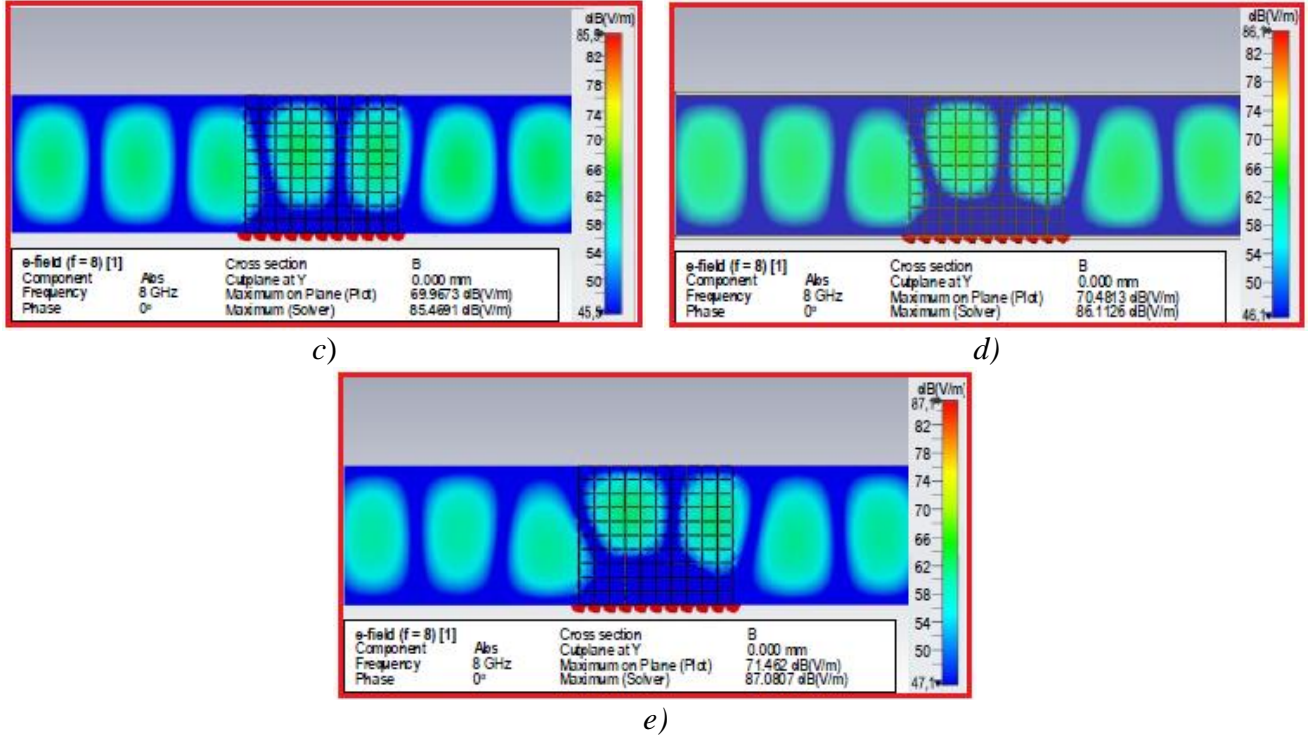 dB(V/m)
85,5
82
78
74
70
66
62
58
54
50
45,5
e-field (f = 8) [1]
Component Abs
Frequency 8 GHz
Phase 0°
Cross section B
Cutplane at Y 0.000 mm
Maximum on Plane (Plot) 69.9673 dB(V/m)
Maximum (Solver) 85.4691 dB(V/m)
c)
dB(V/m)
86,1
82
78
74
70
66
62
58
54
50
46,1
e-field (f = 8) [1]
Component Abs
Frequency 8 GHz
Phase 0°
Cross section B
Cutplane at Y 0.000 mm
Maximum on Plane (Plot) 70.4813 dB(V/m)
Maximum (Solver) 86.1126 dB(V/m)
d)
dB(V/m)
87,1
82
78
74
70
66
62
58
54
50
47,1
e-field (f = 8) [1]
Component Abs
Frequency 8 GHz
Phase 0°
Cross section B
Cutplane at Y 0.000 mm
Maximum on Plane (Plot) 71.462 dB(V/m)
Maximum (Solver) 87.0807 dB(V/m)
e)